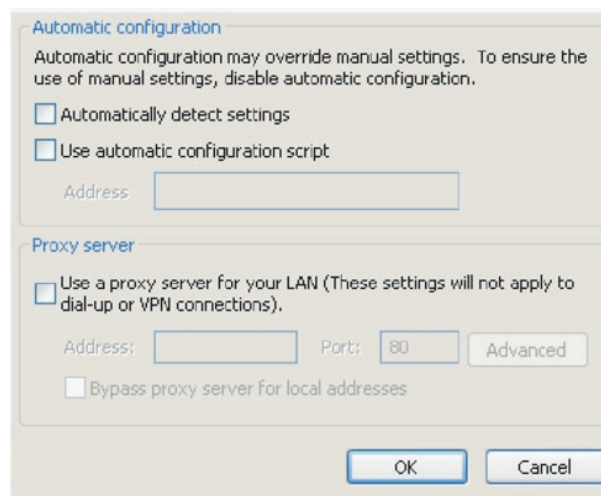 Automatic configuration
Automatic configuration may override manual settings. To ensure the
use of manual settings, disable automatic configuration.
Automatically detect settings
Use automatic configuration script
Address
Proxy server
Use a proxy server for your LAN (These settings will not apply to
dial-up or VPN connections).
Address: Port: 80 Advanced
Bypass proxy server for local addresses
OK Cancel